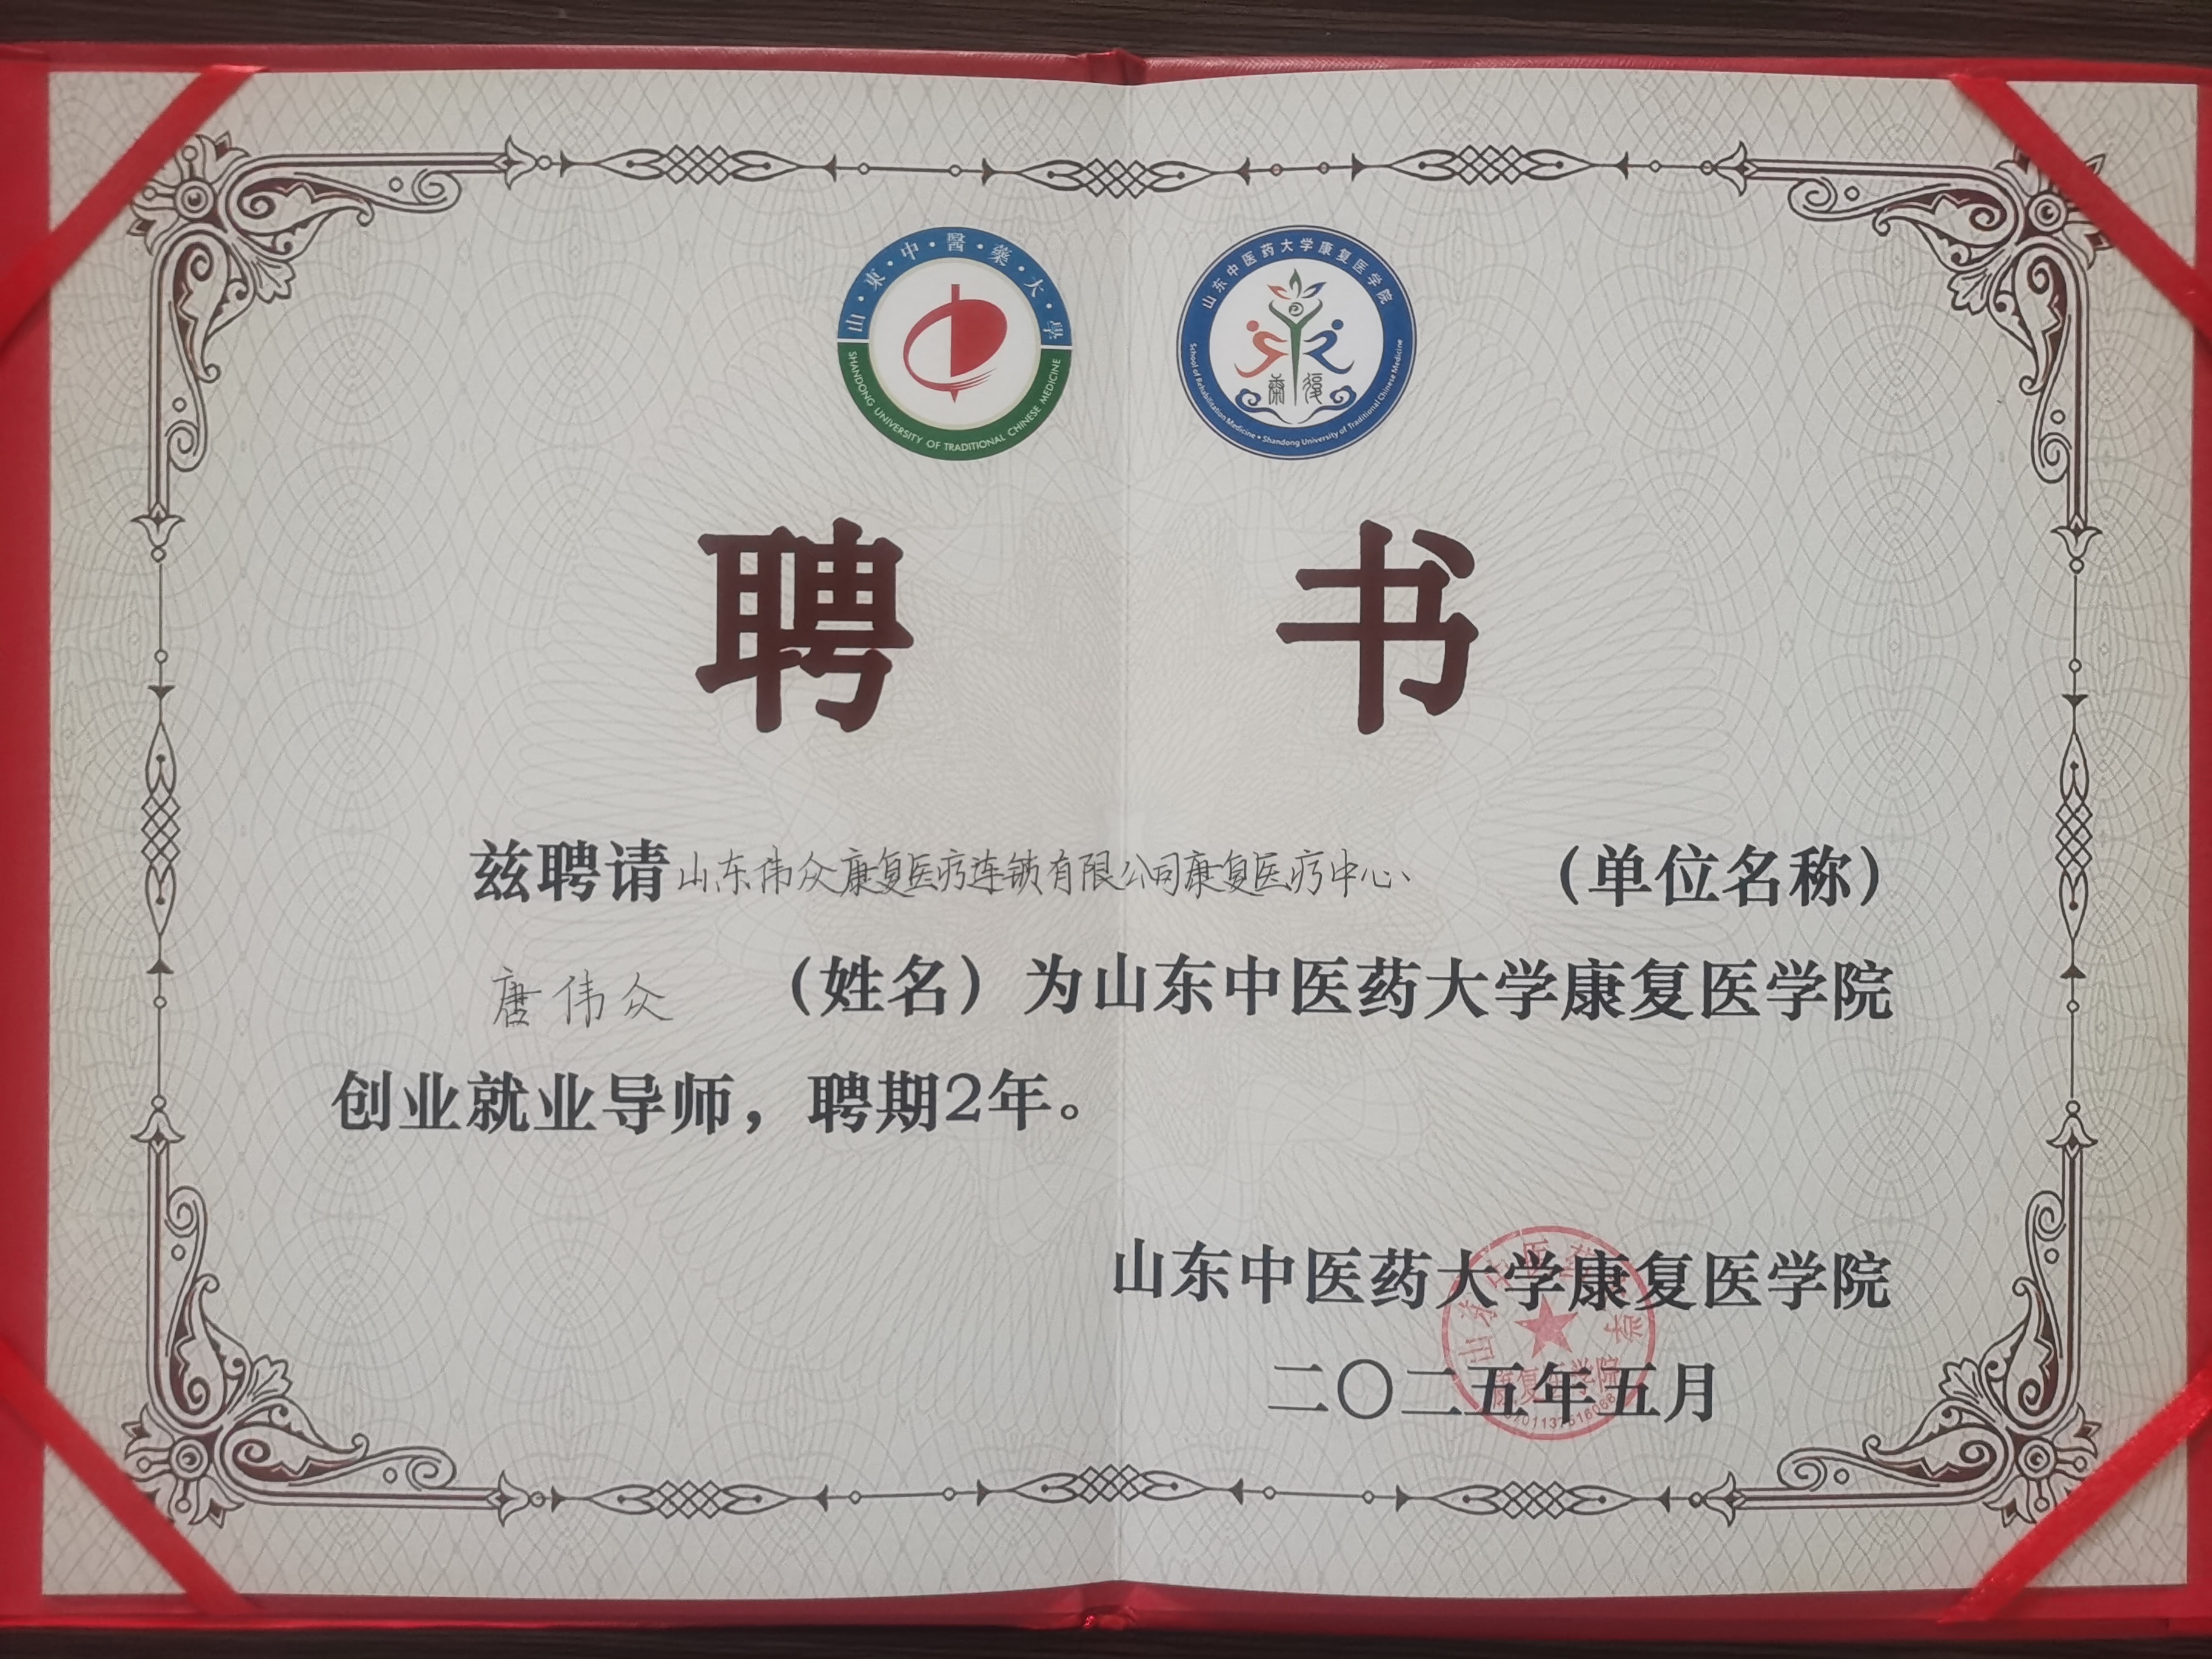 山·東·中·醫·藥·大·學
SHANDONG UNIVERSITY OF TRADITIONAL CHINESE MEDICINE
山东中医药大学康复医学院
School of Rehabilitation Medicine • Shandong University of Traditional Chinese Medicine
康復
聘 书
兹聘请山东伟众康复医疗连锁有限公司康复医疗中心（单位名称）
唐伟众（姓名）为山东中医药大学康复医学院
创业就业导师，聘期2年。
山东中医药大学康复医学院
二〇二五年五月